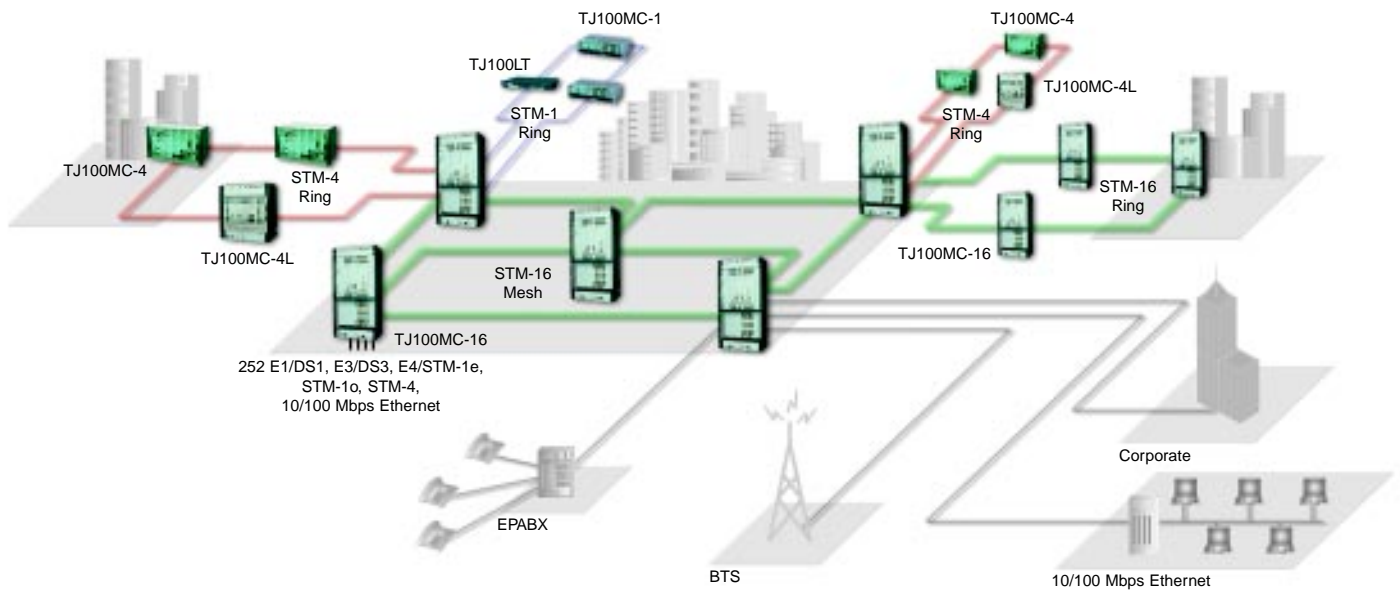 TJ100MC-1
TJ100MC-4
TJ100LT
TJ100MC-4L
STM-1
Ring
STM-4
Ring
TJ100MC-4
STM-4
Ring
STM-16
Ring
TJ100MC-4L
TJ100MC-16
STM-16
Mesh
TJ100MC-16
252 E1/DS1, E3/DS3, E4/STM-1e,
STM-1o, STM-4,
10/100 Mbps Ethernet
Corporate
EPABX
BTS
10/100 Mbps Ethernet